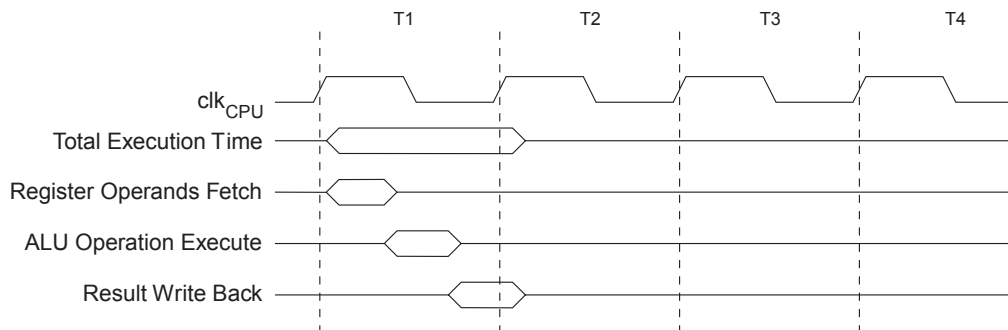 T1 T2 T3 T4
clkCPU
Total Execution Time
Register Operands Fetch
ALU Operation Execute
Result Write Back